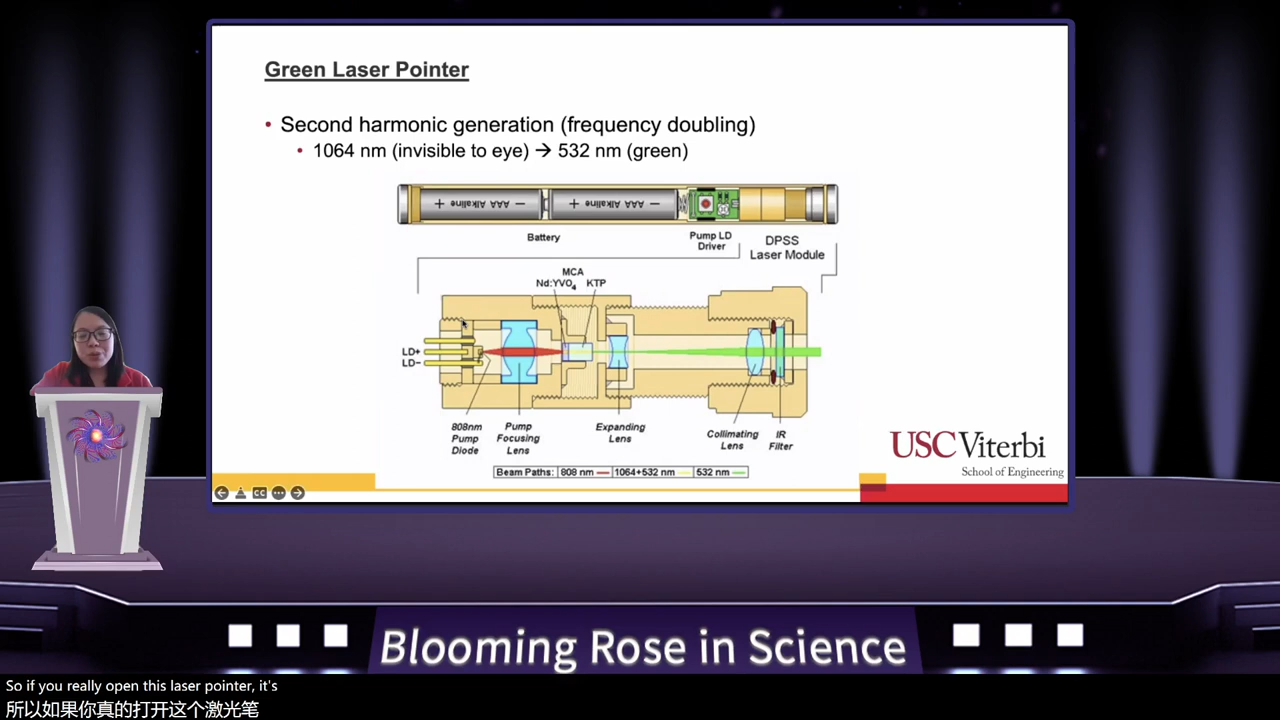 Green Laser Pointer
• Second harmonic generation (frequency doubling)
• 1064 nm (invisible to eye) → 532 nm (green)
+ AAA Alkaline −
+ AAA Alkaline −
Battery
Pump LD
Driver
DPSS
Laser Module
MCA
Nd:YVO4 KTP
LD+
LD−
808nm
Pump
Diode
Pump
Focusing
Lens
Expanding
Lens
Collimating
Lens
IR
Filter
Beam Paths: 808 nm 1064+532 nm 532 nm
USC Viterbi
School of Engineering
CC
Blooming Rose in Science
So if you really open this laser pointer, it's
所以如果你真的打开这个激光笔